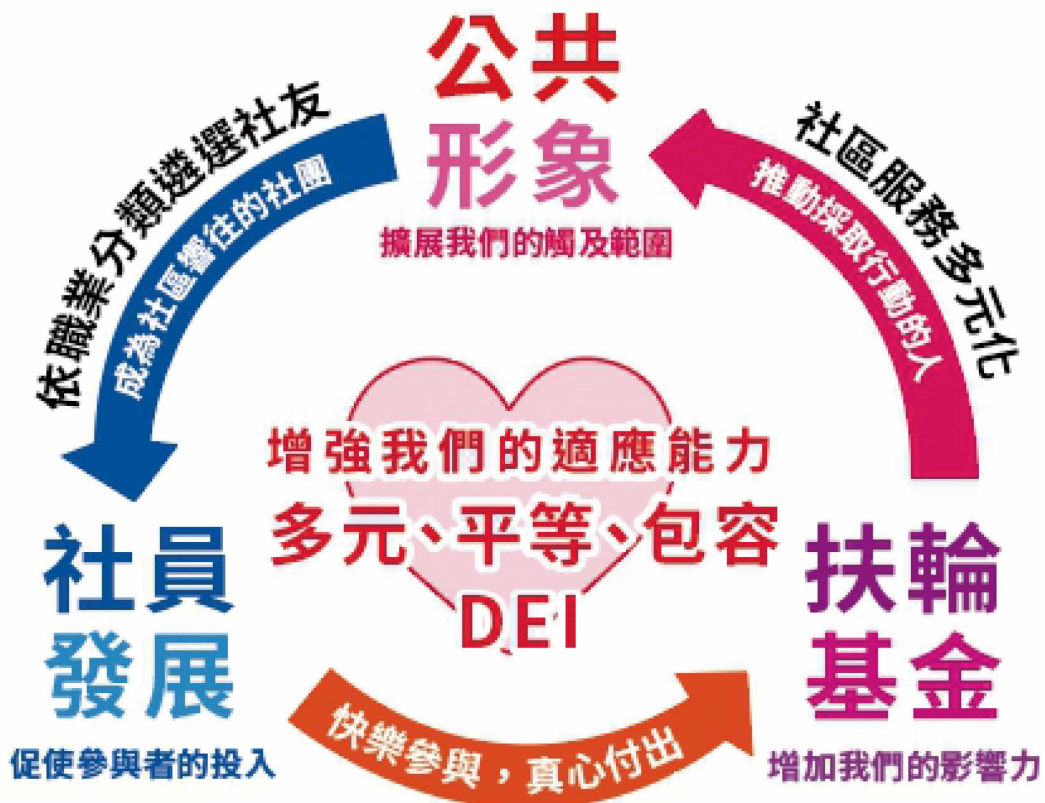 公共
形象
擴展我們的觸及範圍
依職業分類遴選社友
成為社區響往的社團
社區服務多元化
推動採取行動的人
增強我們的適應能力
多元、平等、包容
DEI
社員
發展
促使參與者的投入
快樂參與，真心付出
扶輪
基金
增加我們的影響力